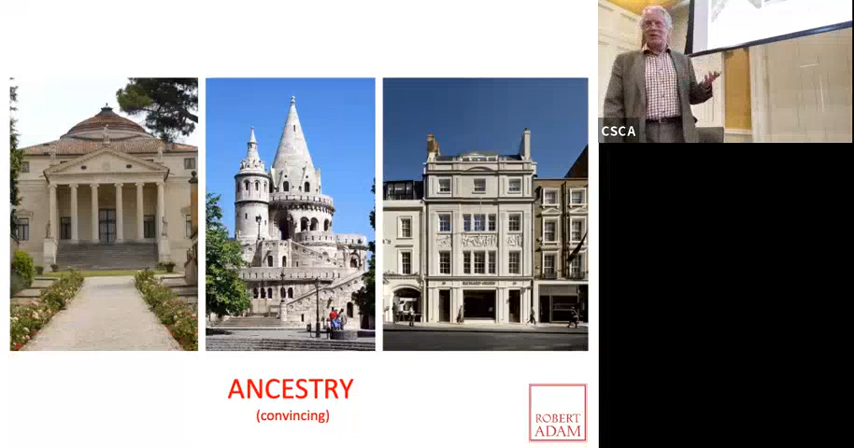 CSCA
ANCESTRY
(convincing)
ROBERT
ADAM